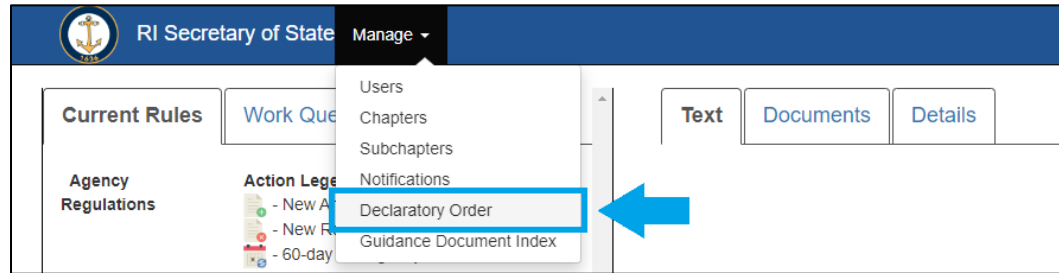 RI Secretary of State Manage
Current Rules Work Que
Text Documents Details
Users
Chapters
Subchapters
Notifications
Declaratory Order
Guidance Document Index
Agency
Regulations
Action Lege
- New A
- New R
- 60-day
1636